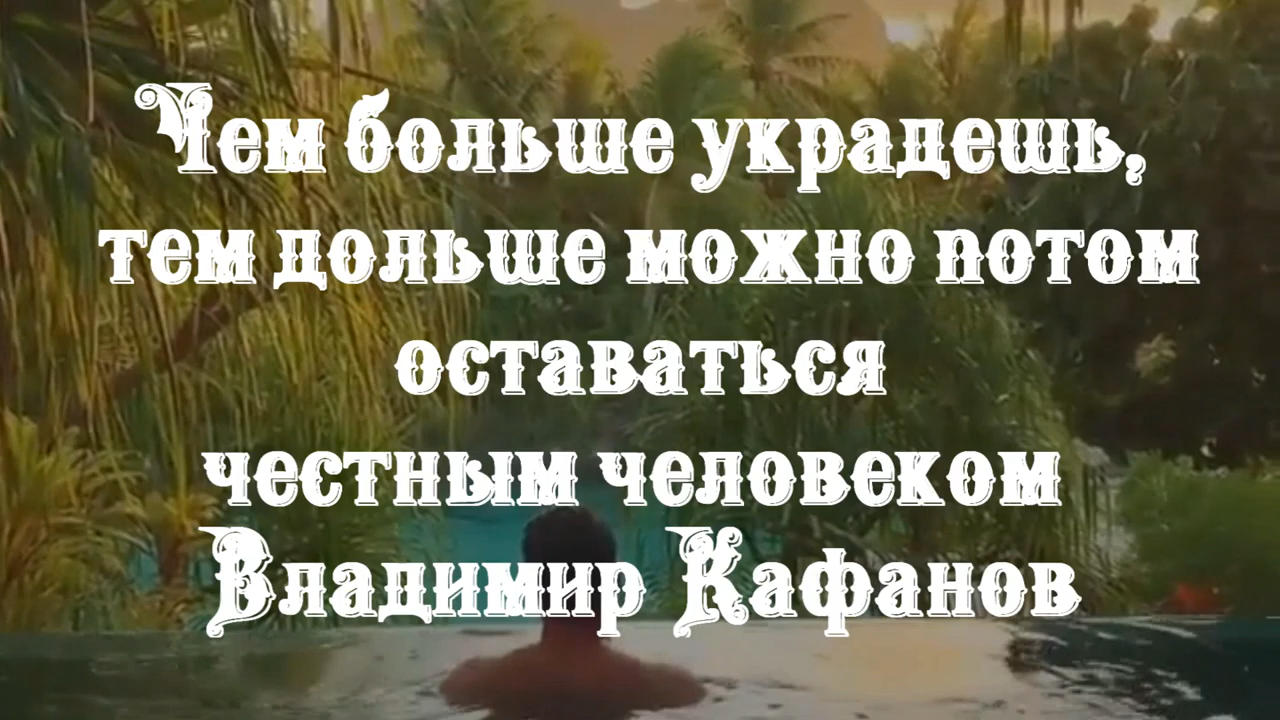 Чем больше украдешь,
тем дольше можно потом
оставаться
честным человеком
Владимир Кафанов